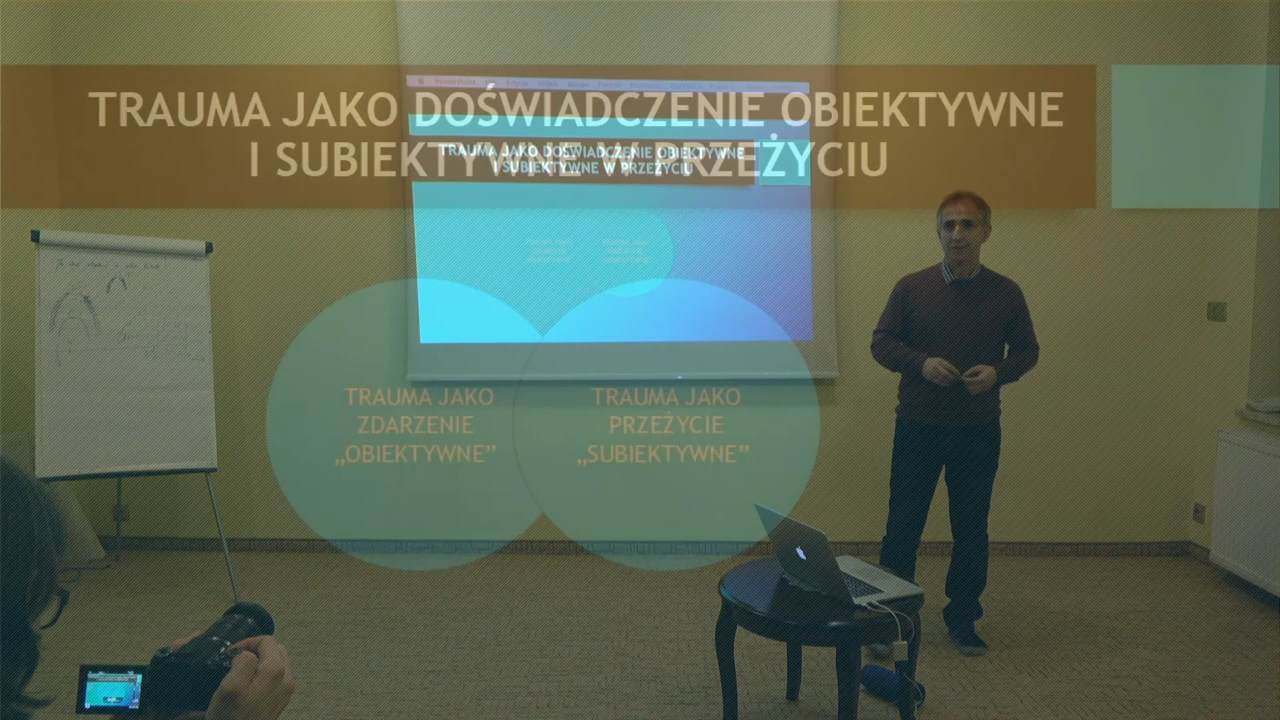 TRAUMA JAKO DOŚWIADCZENIE OBIEKTYWNE
I SUBIEKTYWNE W PRZEŻYCIU
TRAUMA JAKO DOŚWIADCZENIE OBIEKTYWNE
I SUBIEKTYWNE W PRZEŻYCIU
TRAUMA JAKO
ZDARZENIE
„OBIEKTYWNE”
TRAUMA JAKO
PRZEŻYCIE
„SUBIEKTYWNE”